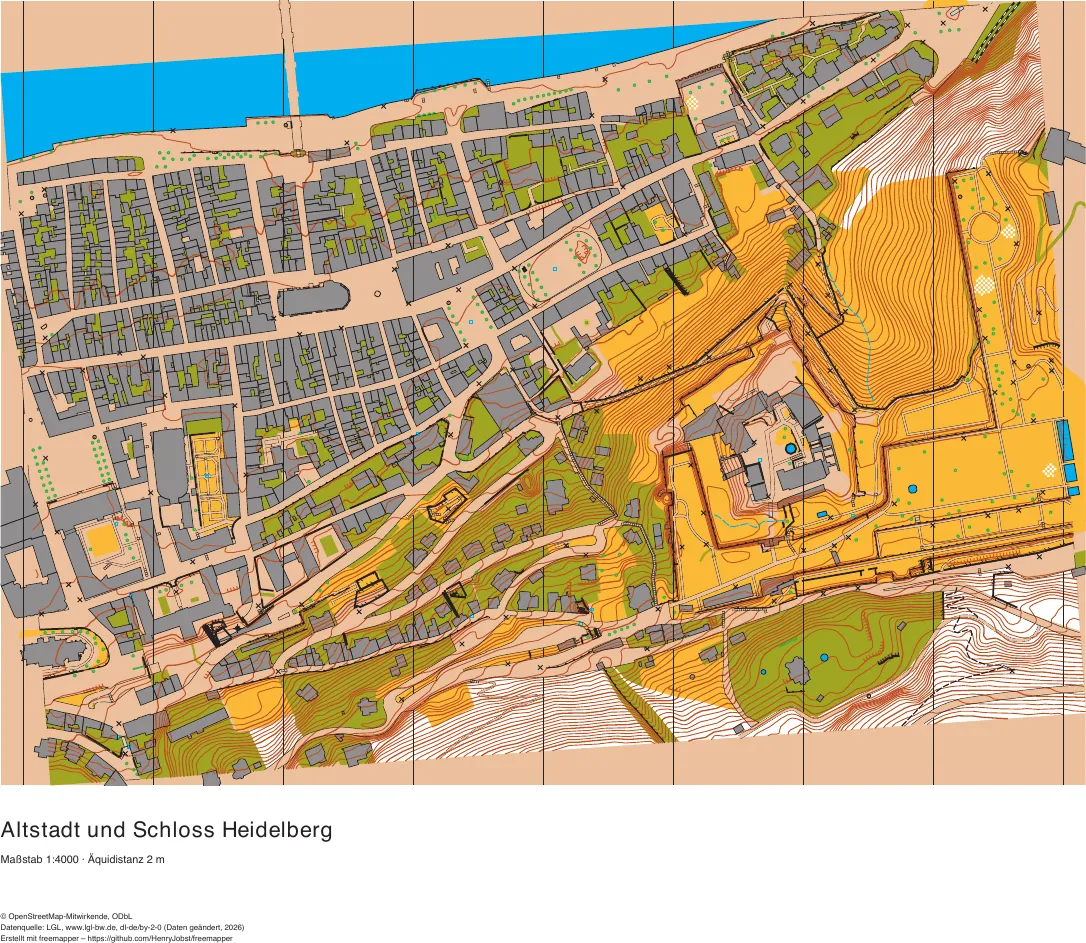 Altstadt und Schloss Heidelberg
Maßstab 1:4000 · Äquidistanz 2 m
© OpenStreetMap-Mitwirkende, ODbL
Datenquelle: LGL, www.lgl-bw.de, dl-de/by-2-0 (Daten geändert, 2026)
Erstellt mit freemapper – https://github.com/HenryJobst/freemapper